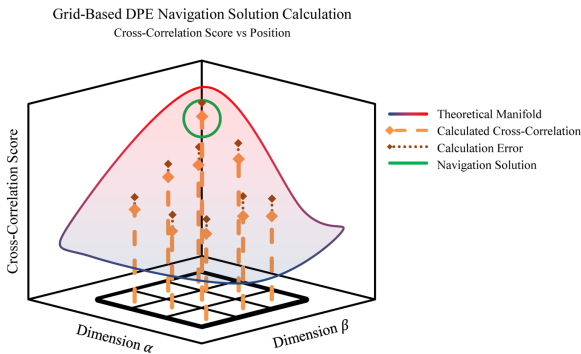 Grid-Based DPE Navigation Solution Calculation
Cross-Correlation Score vs Position
Cross-Correlation Score
Theoretical Manifold
Calculated Cross-Correlation
Calculation Error
Navigation Solution
Dimension α
Dimension β